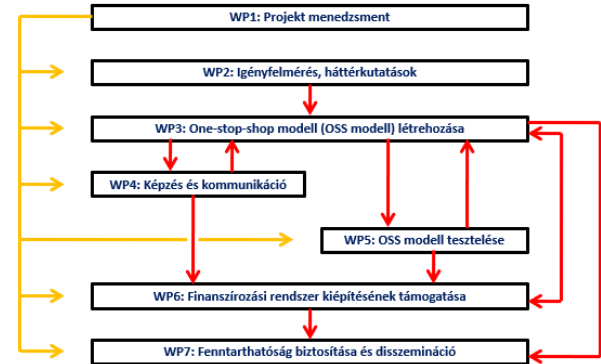 WP1: Projekt menedzsment
WP2: Igényfelmérés, háttérkutatások
WP3: One-stop-shop modell (OSS modell) létrehozása
WP4: Képzés és kommunikáció
WP5: OSS modell tesztelése
WP6: Finanszírozási rendszer kiépítésének támogatása
WP7: Fenntarthatóság biztosítása és disszemináció